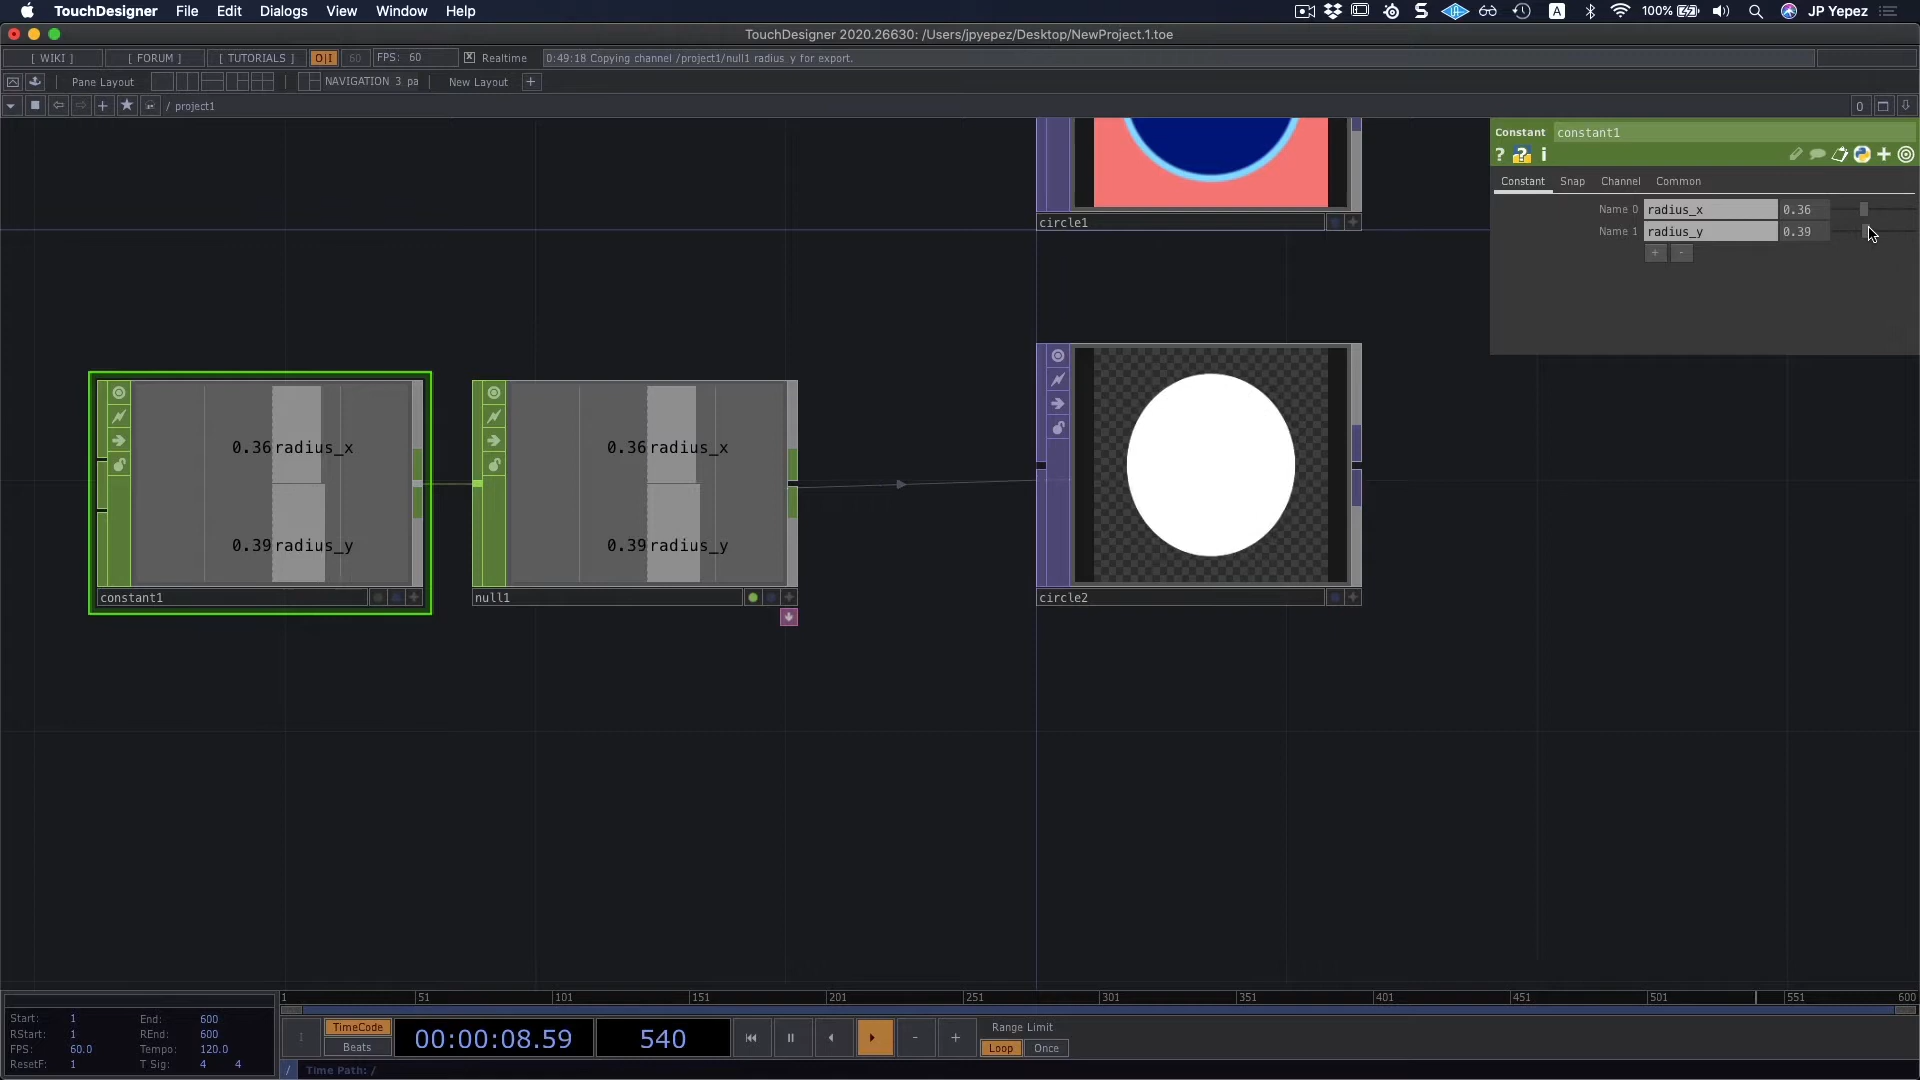 TouchDesigner File Edit Dialogs View Window Help
A 100% JP Yepez
TouchDesigner 2020.26630: /Users/jpyepez/Desktop/NewProject.1.toe
[ WIKI ] [ FORUM ] [ TUTORIALS ] O|I 60 FPS: 60 Realtime 0:49:18 Copying channel /project1/null1 radius y for export.
Pane Layout NAVIGATION 3 pa New Layout +
/ project1 0
Constant constant1
? ? i
Constant Snap Channel Common
Name 0 radius_x 0.36
Name 1 radius_y 0.39
+ -
circle1
0.36 radius_x
0.39 radius_y
constant1
0.36 radius_x
0.39 radius_y
null1
circle2
1 51 101 151 201 251 301 351 401 451 501 551 600
Start: 1 End: 600
RStart: 1 REnd: 600
FPS: 60.0 Tempo: 120.0
ResetF: 1 T Sig: 4 4
TimeCode
Beats
00:00:08.59
540
- +
Range Limit
Loop Once
/ Time Path: /